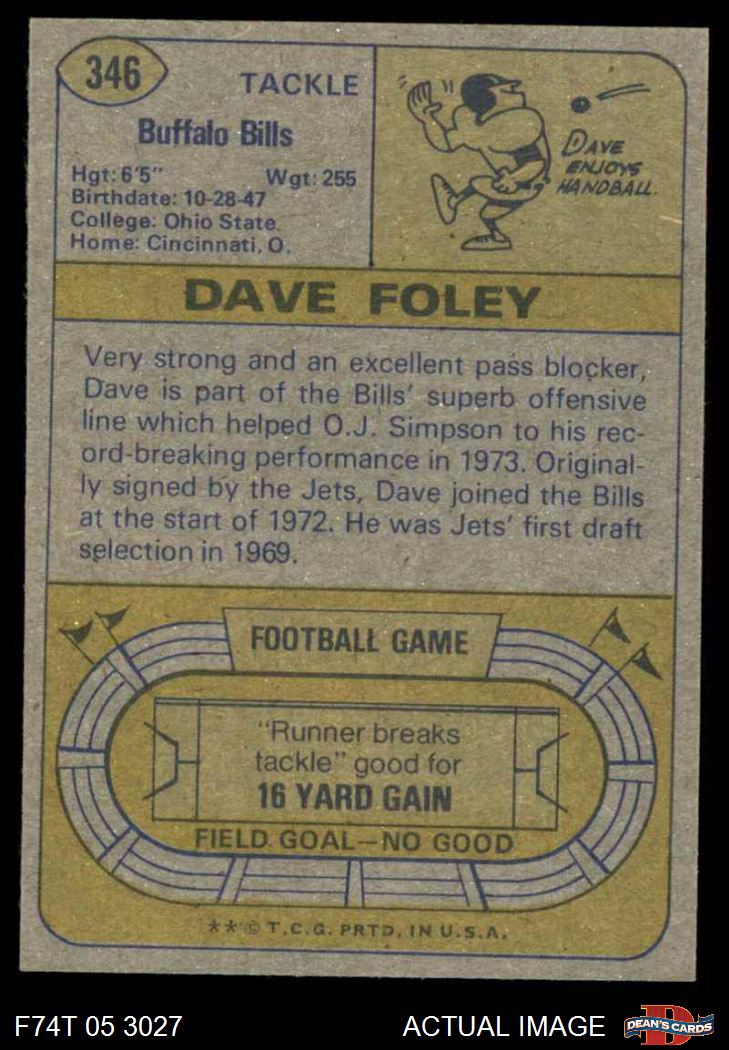 346
TACKLE
Buffalo Bills
Hgt: 6'5" Wgt: 255
Birthdate: 10-28-47
College: Ohio State
Home: Cincinnati, O.
DAVE
ENJOYS
HANDBALL.
DAVE FOLEY
Very strong and an excellent pass blocker,
Dave is part of the Bills' superb offensive
line which helped O.J. Simpson to his rec-
ord-breaking performance in 1973. Original-
ly signed by the Jets, Dave joined the Bills
at the start of 1972. He was Jets' first draft
selection in 1969.
FOOTBALL GAME
"Runner breaks
tackle" good for
16 YARD GAIN
FIELD GOAL—NO GOOD
**© T.C.G. PRTD. IN U.S.A.
F74T 05 3027
ACTUAL IMAGE
DEAN'S CARDS